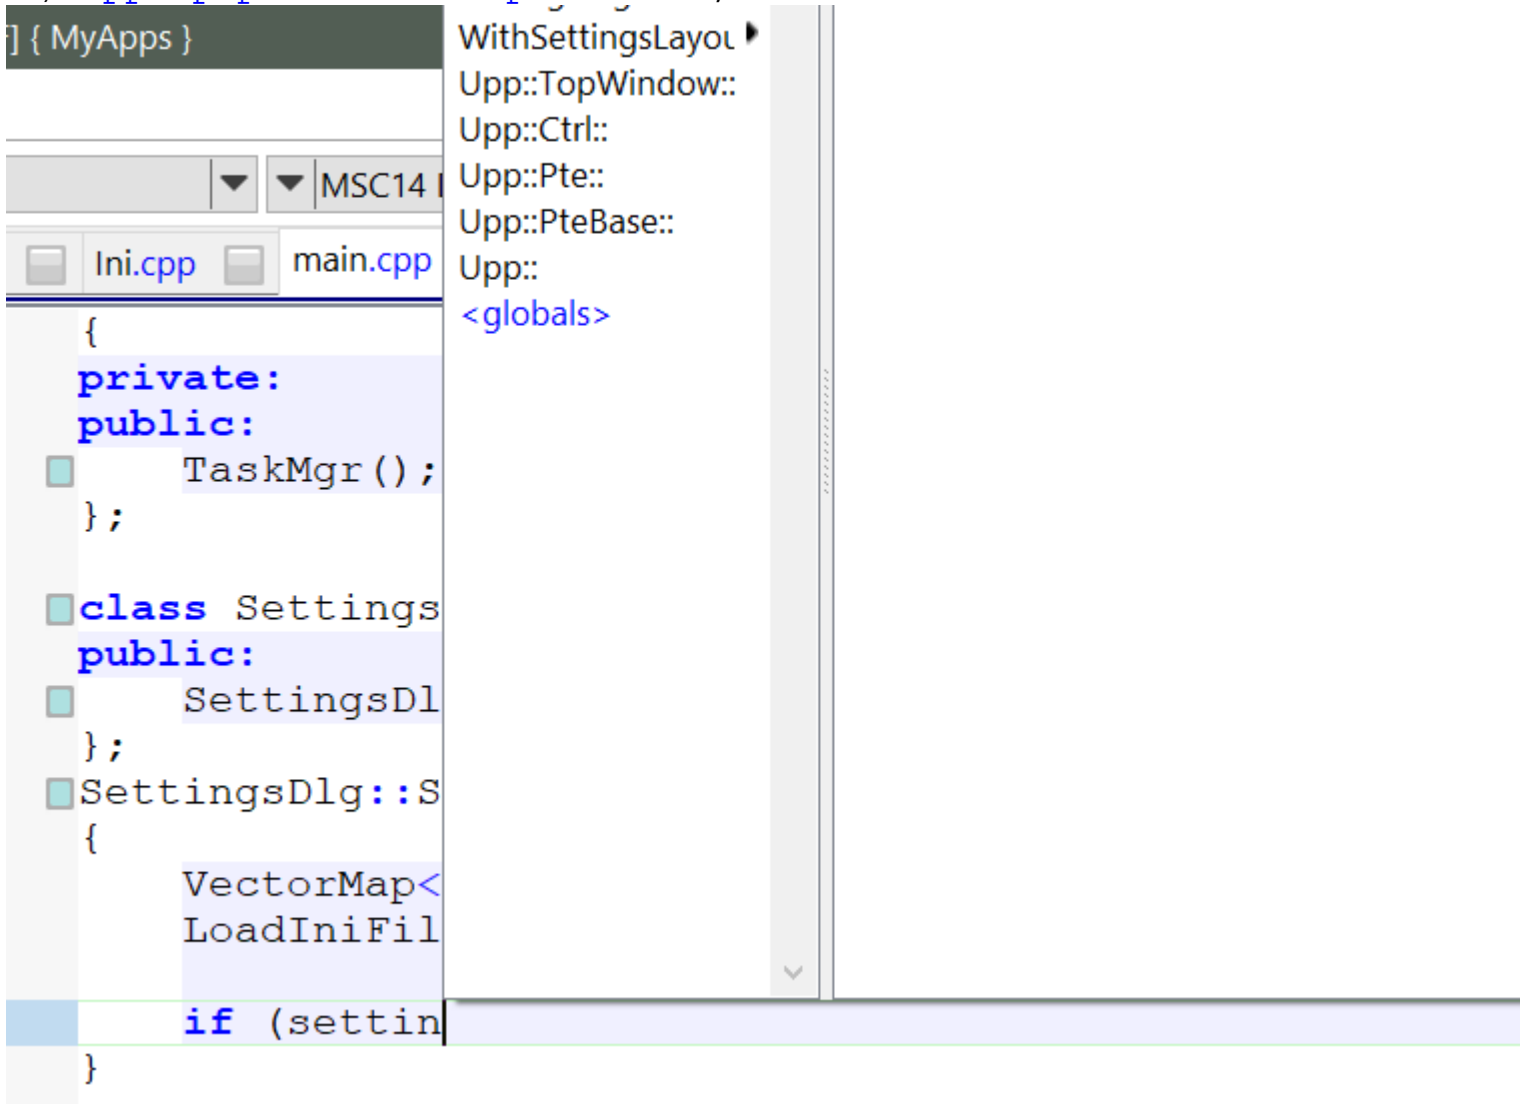 ] { MyApps }
WithSettingsLayou
Upp::TopWindow::
Upp::Ctrl::
Upp::Pte::
Upp::PteBase::
Upp::
<globals>
MSC14
Ini.cpp
main.cpp
{
private:
public:
TaskMgr();
};
class Settings
public:
SettingsDl
};
SettingsDlg::S
{
VectorMap<
LoadIniFil
if (settin
}